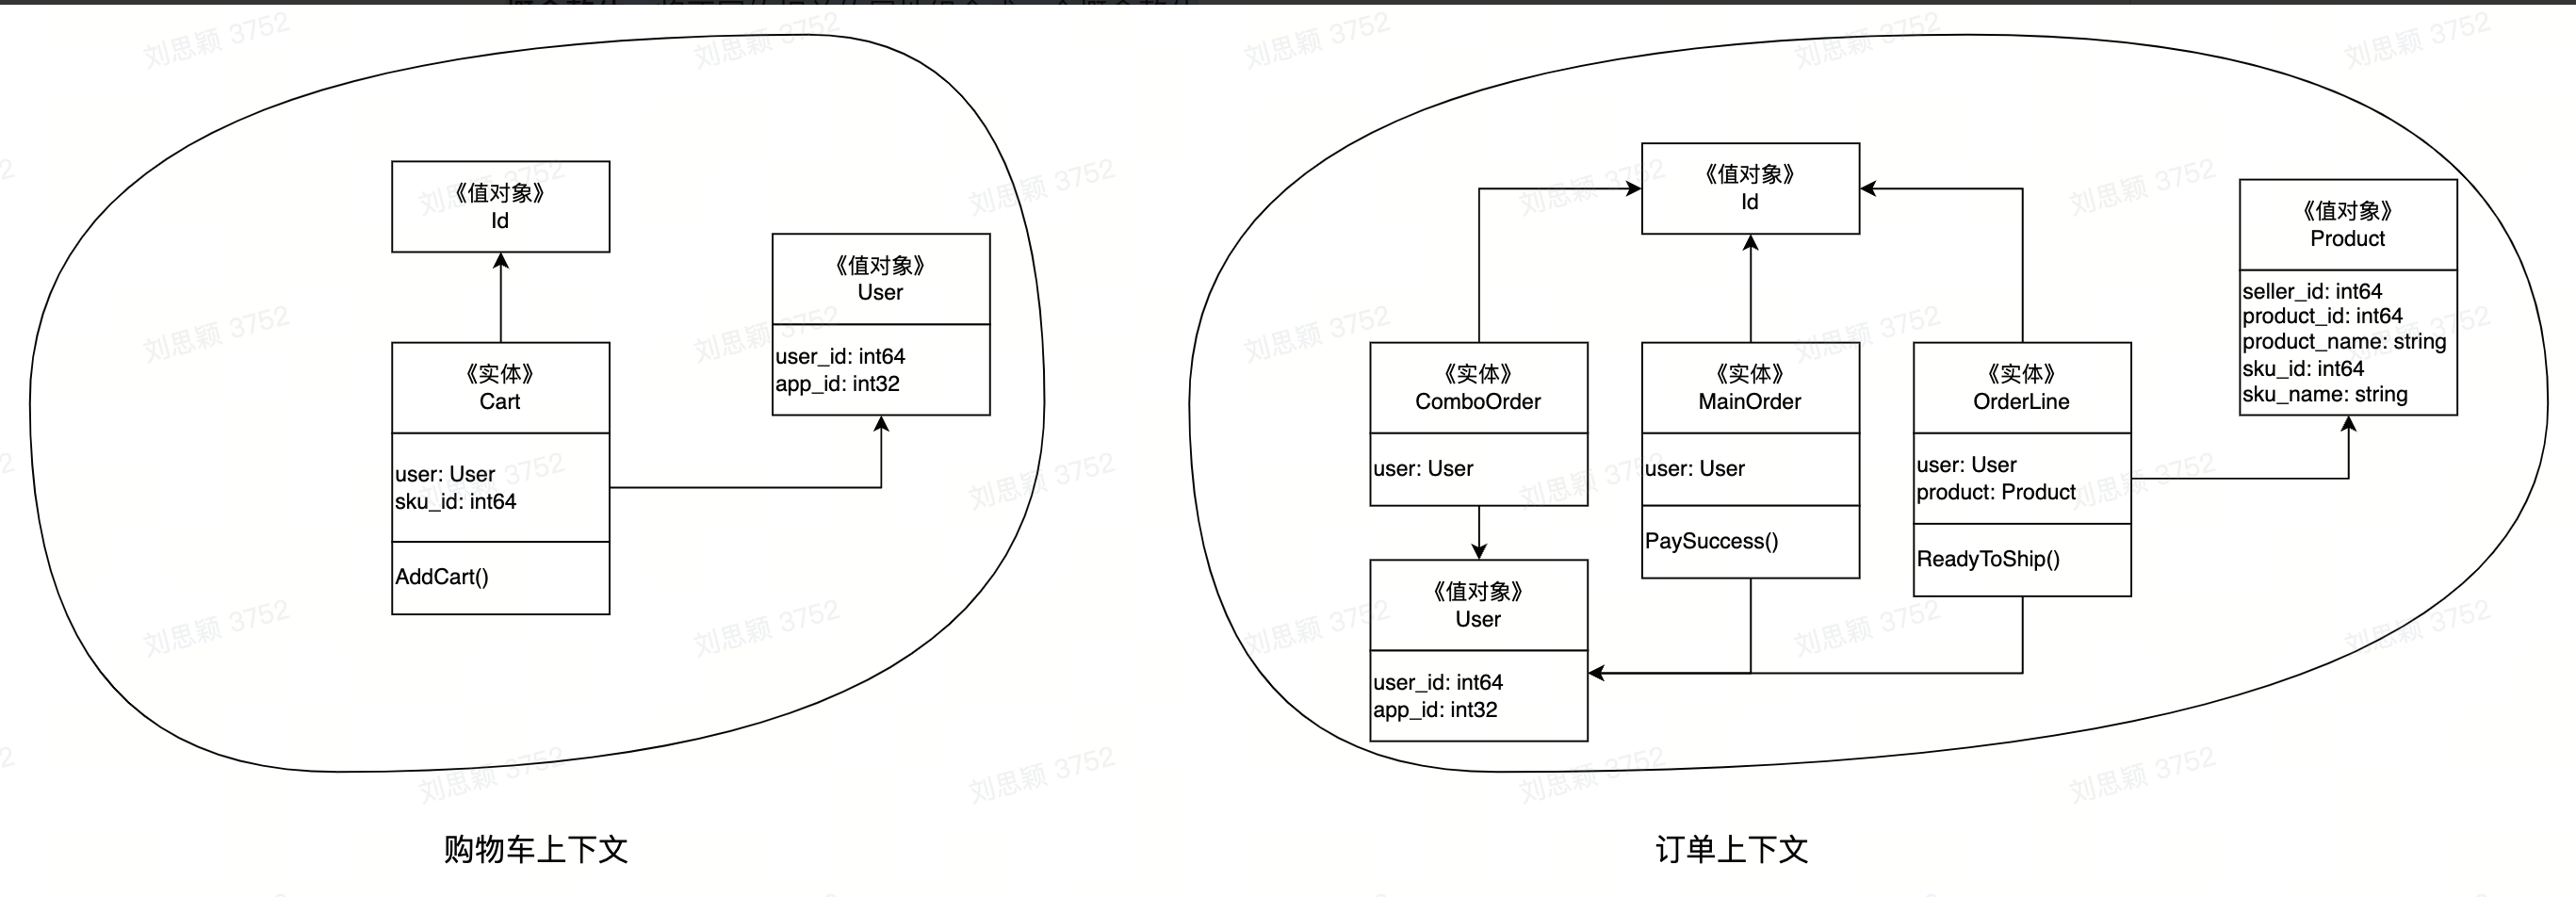 《值对象》
Id
《实体》
Cart
user: User
sku_id: int64
AddCart()
《值对象》
User
user_id: int64
app_id: int32
购物车上下文
《值对象》
Id
《实体》
ComboOrder
user: User
《值对象》
User
user_id: int64
app_id: int32
《实体》
MainOrder
user: User
PaySuccess()
《实体》
OrderLine
user: User
product: Product
ReadyToShip()
《值对象》
Product
seller_id: int64
product_id: int64
product_name: string
sku_id: int64
sku_name: string
订单上下文
刘思颖 3752